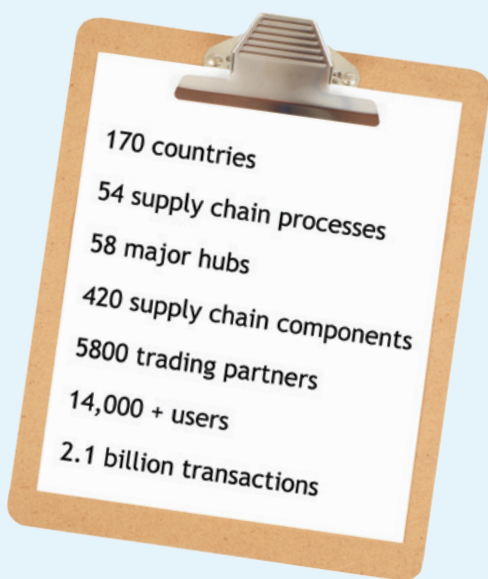 170 countries
54 supply chain processes
58 major hubs
420 supply chain components
5800 trading partners
14,000 + users
2.1 billion transactions